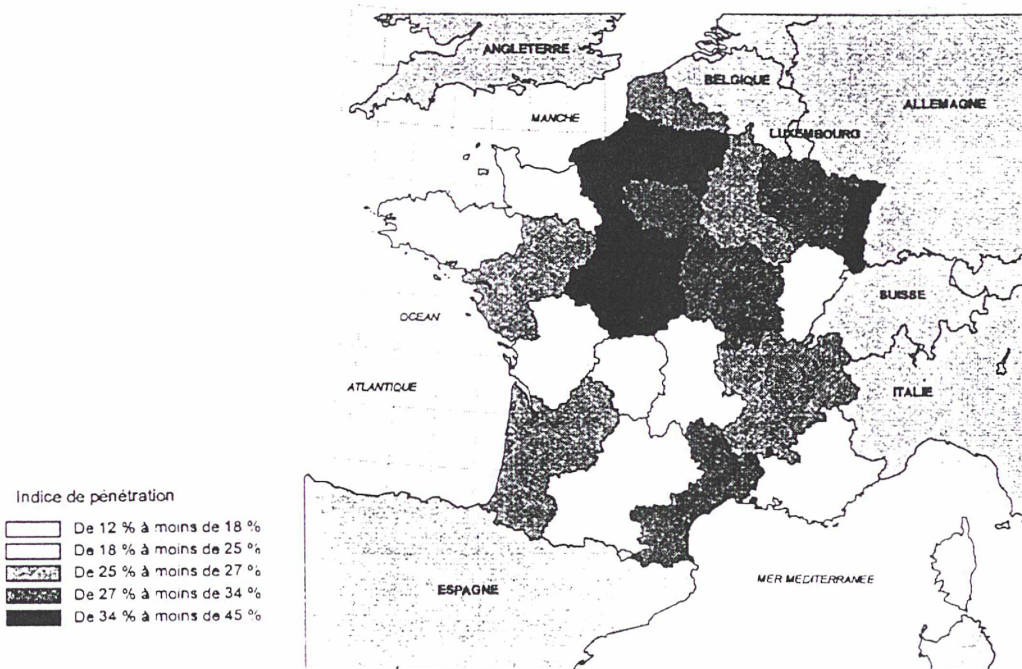 ANGLETERRE
BELGIQUE
ALLEMAGNE
MANCHE
LUXEMBOURG
SUISSE
OCEAN
ATLANTIQUE
ITALIE
Indice de pénétration
De 12 % à moins de 18 %
De 18 % à moins de 25 %
De 25 % à moins de 27 %
De 27 % à moins de 34 %
De 34 % à moins de 45 %
ESPAGNE
MER MEDITERRANEE